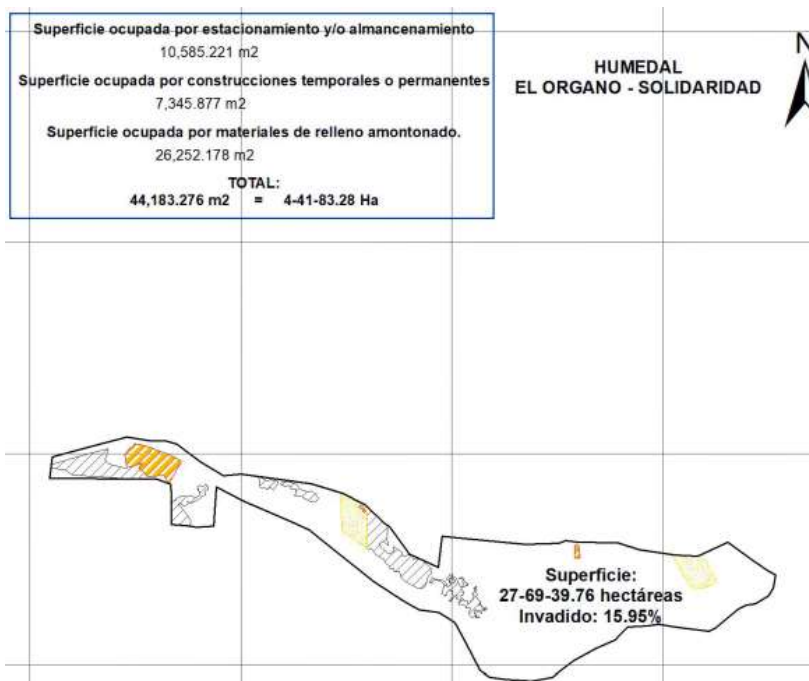 Superficie ocupada por estacionamiento y/o almancenamiento
10,585.221 m2
Superficie ocupada por construcciones temporales o permanentes
7,345.877 m2
Superficie ocupada por materiales de relleno amontonado.
26,252.178 m2
TOTAL:
44,183.276 m2 = 4-41-83.28 Ha
HUMEDAL
EL ORGANO - SOLIDARIDAD
N
Superficie:
27-69-39.76 hectáreas
Invadido: 15.95%